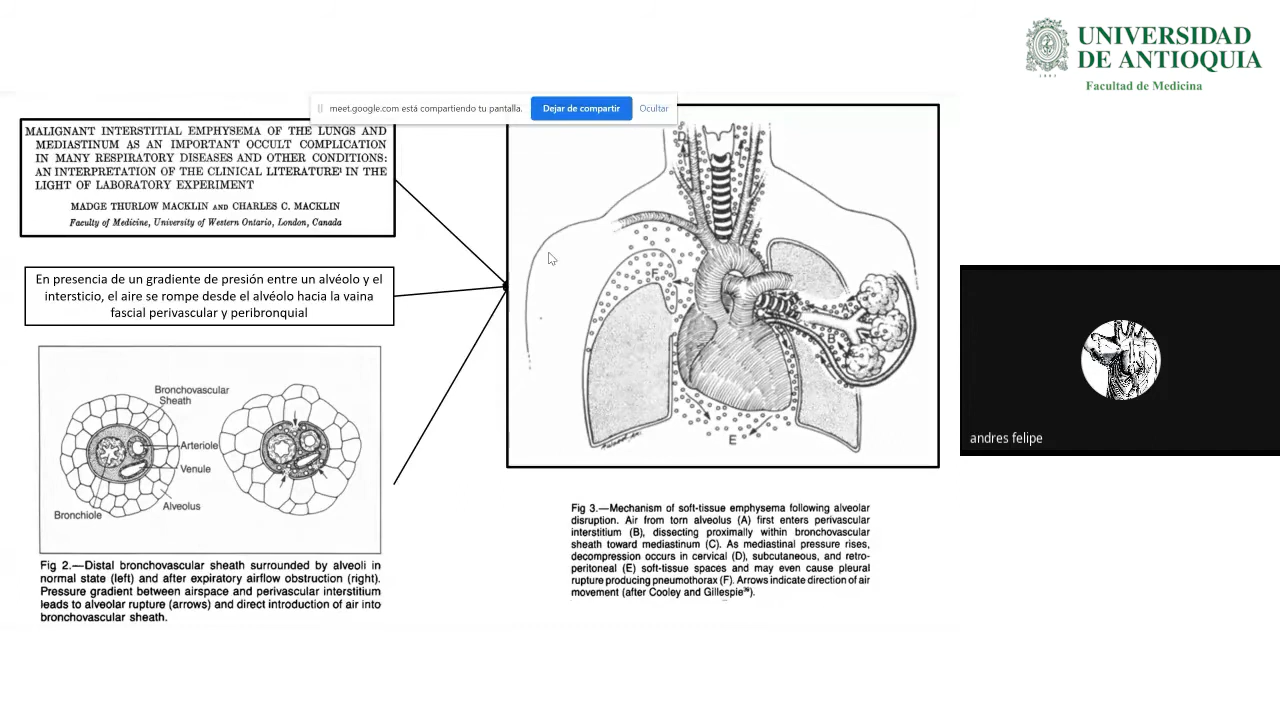 UNIVERSIDAD
DE ANTIOQUIA
1803
Facultad de Medicina
meet.google.com está compartiendo tu pantalla.
Dejar de compartir
Ocultar
MALIGNANT INTERSTITIAL EMPHYSEMA OF THE LUNGS AND
MEDIASTINUM AS AN IMPORTANT OCCULT COMPLICATION
IN MANY RESPIRATORY DISEASES AND OTHER CONDITIONS:
AN INTERPRETATION OF THE CLINICAL LITERATURE IN THE
LIGHT OF LABORATORY EXPERIMENT
MADGE THURLOW MACKLIN AND CHARLES C. MACKLIN
Faculty of Medicine, University of Western Ontario, London, Canada
En presencia de un gradiente de presión entre un alvéolo y el
intersticio, el aire se rompe desde el alvéolo hacia la vaina
fascial perivascular y peribronquial
Bronchovascular
Sheath
Arteriole
Venule
Alveolus
Bronchiole
Fig 2.—Distal bronchovascular sheath surrounded by alveoli in
normal state (left) and after expiratory airflow obstruction (right).
Pressure gradient between airspace and perivascular interstitium
leads to alveolar rupture (arrows) and direct introduction of air into
bronchovascular sheath.
D
F
B
E
Fig 3.—Mechanism of soft-tissue emphysema following alveolar
disruption. Air from torn alveolus (A) first enters perivascular
interstitium (B), dissecting proximally within bronchovascular
sheath toward mediastinum (C). As mediastinal pressure rises,
decompression occurs in cervical (D), subcutaneous, and retro-
peritoneal (E) soft-tissue spaces and may even cause pleural
rupture producing pneumothorax (F). Arrows indicate direction of air
movement (after Cooley and Gillespie²⁶).
andres felipe